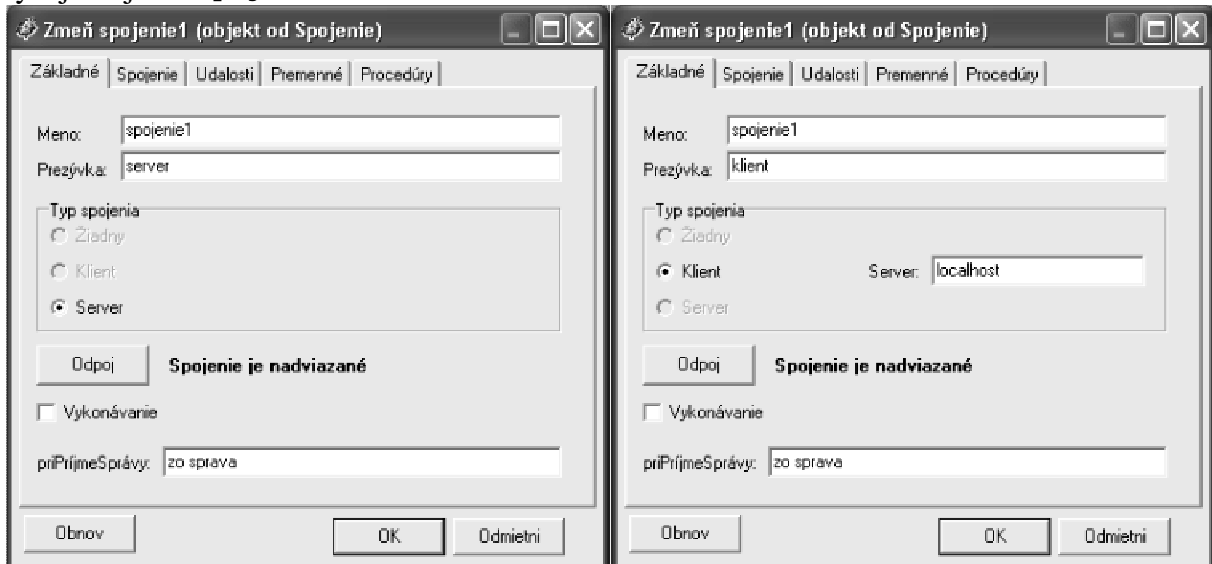 Zmeň spojenie1 (objekt od Spojenie)
Základné Spojenie Udalosti Premenné Procedúry
Meno: spojenie1
Prezývka: server
Typ spojenia
Žiadny
Klient
Server
Odpoj Spojenie je nadviazané
Vykonávanie
priPríjmeSprávy: zo sprava
Obnov OK Odmietni
Zmeň spojenie1 (objekt od Spojenie)
Základné Spojenie Udalosti Premenné Procedúry
Meno: spojenie1
Prezývka: klient
Typ spojenia
Žiadny
Klient Server: localhost
Server
Odpoj Spojenie je nadviazané
Vykonávanie
priPríjmeSprávy: zo sprava
Obnov OK Odmietni